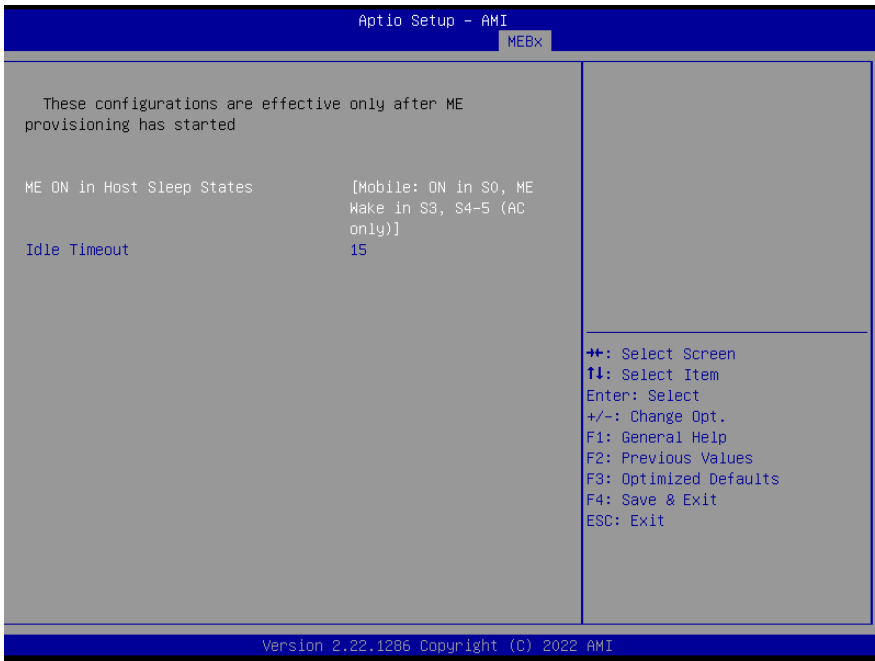 Aptio Setup – AMI
MEBx
These configurations are effective only after ME
provisioning has started
ME ON in Host Sleep States [Mobile: ON in S0, ME
Wake in S3, S4-5 (AC
only)]
Idle Timeout 15
→←: Select Screen
↑↓: Select Item
Enter: Select
+/-: Change Opt.
F1: General Help
F2: Previous Values
F3: Optimized Defaults
F4: Save & Exit
ESC: Exit
Version 2.22.1286 Copyright (C) 2022 AMI